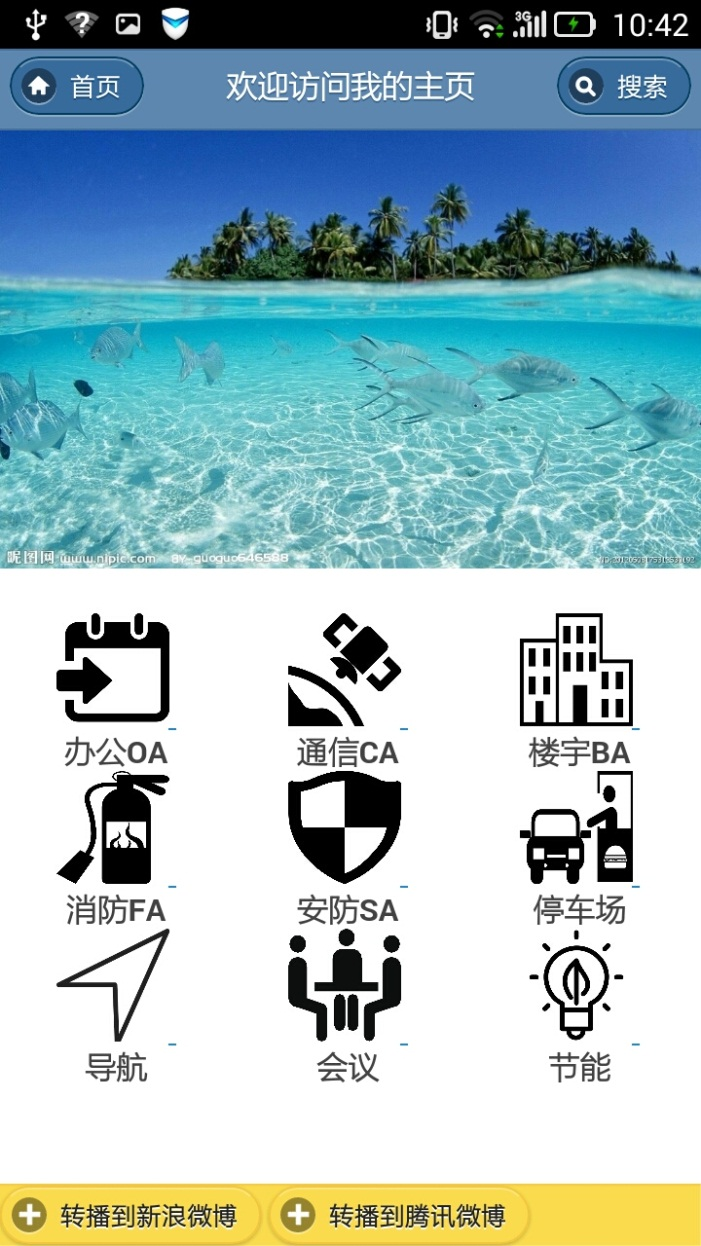 3G 10:42
首页 欢迎访问我的主页 搜索
昵图网 www.nipic.com BY-guoguo646588
办公OA 通信CA 楼宇BA
消防FA 安防SA 停车场
导航 会议 节能
转播到新浪微博 转播到腾讯微博